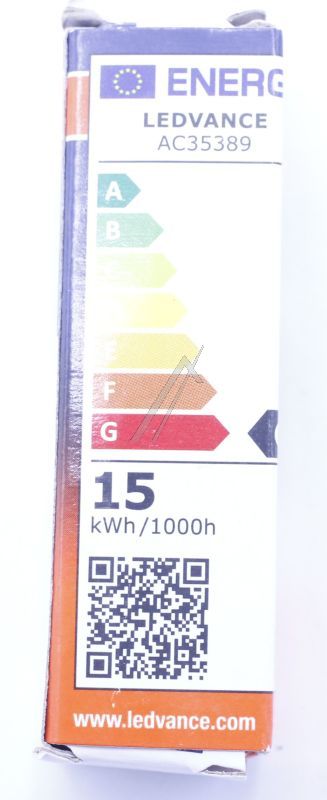 ENERG
LEDVANCE
AC35389
A
B
C
D
E
F
G
15
kWh/1000h
www.ledvance.com